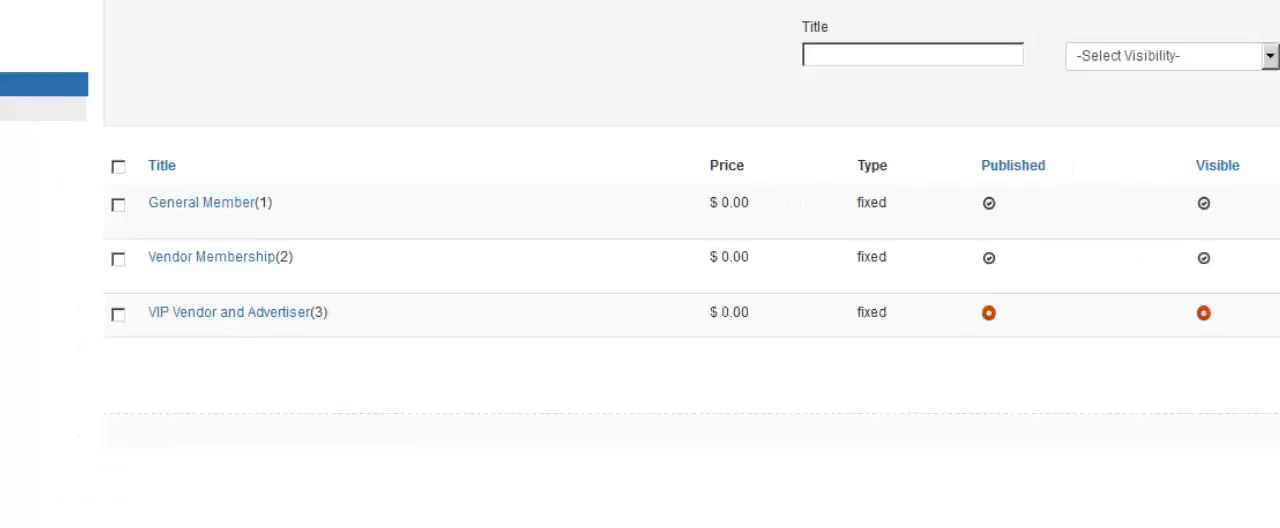 Title
-Select Visibility-
Title Price Type Published Visible
General Member(1) $ 0.00 fixed
Vendor Membership(2) $ 0.00 fixed
VIP Vendor and Advertiser(3) $ 0.00 fixed